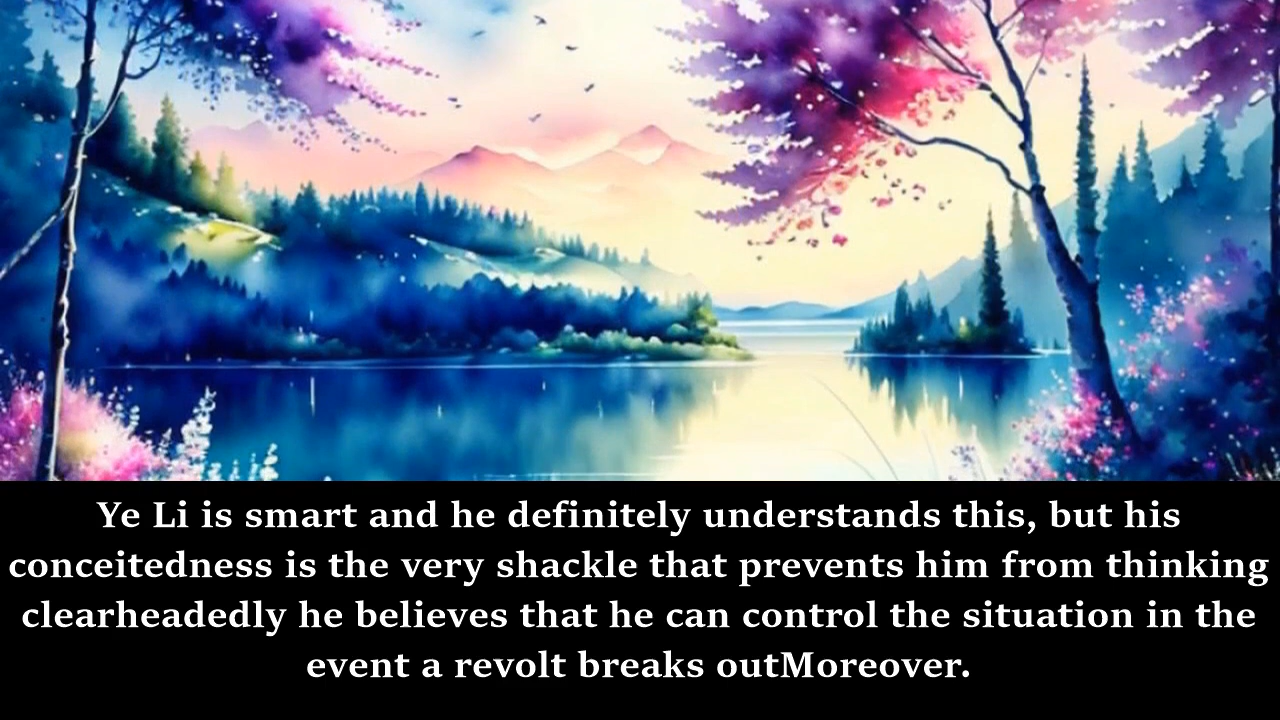 Ye Li is smart and he definitely understands this, but his
conceitedness is the very shackle that prevents him from thinking
clearheadedly he believes that he can control the situation in the
event a revolt breaks outMoreover.